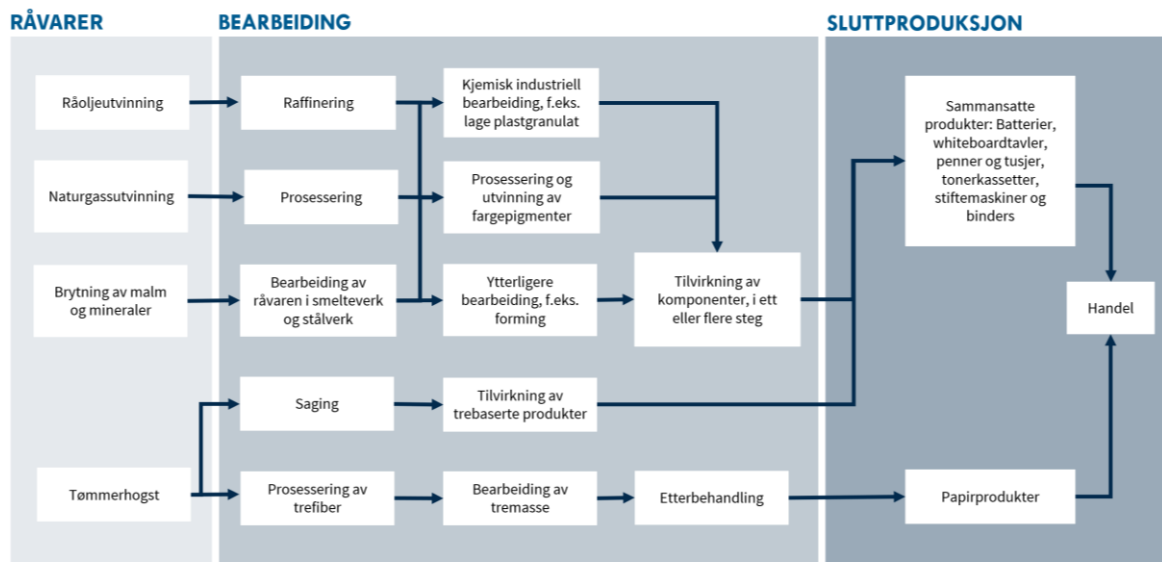 RÅVARER
BEARBEIDING
SLUTTPRODUKSJON
Råoljeutvinning
Raffinering
Kjemisk industriell
bearbeiding, f.eks.
lage plastgranulat
Sammansatte
produkter: Batterier,
whiteboardtavler,
penner og tusjer,
tonerkassetter,
stiftemaskiner og
binders
Naturgassutvinning
Prosessering
Prosessering og
utvinning av
fargepigmenter
Brytning av malm
og mineraler
Bearbeiding av
råvaren i smelteverk
og stålverk
Ytterligere
bearbeiding, f.eks.
forming
Tilvirkning av
komponenter, i ett
eller flere steg
Handel
Saging
Tilvirkning av
trebaserte produkter
Tømmerhogst
Prosessering av
trefiber
Bearbeiding av
tremasse
Etterbehandling
Papirprodukter